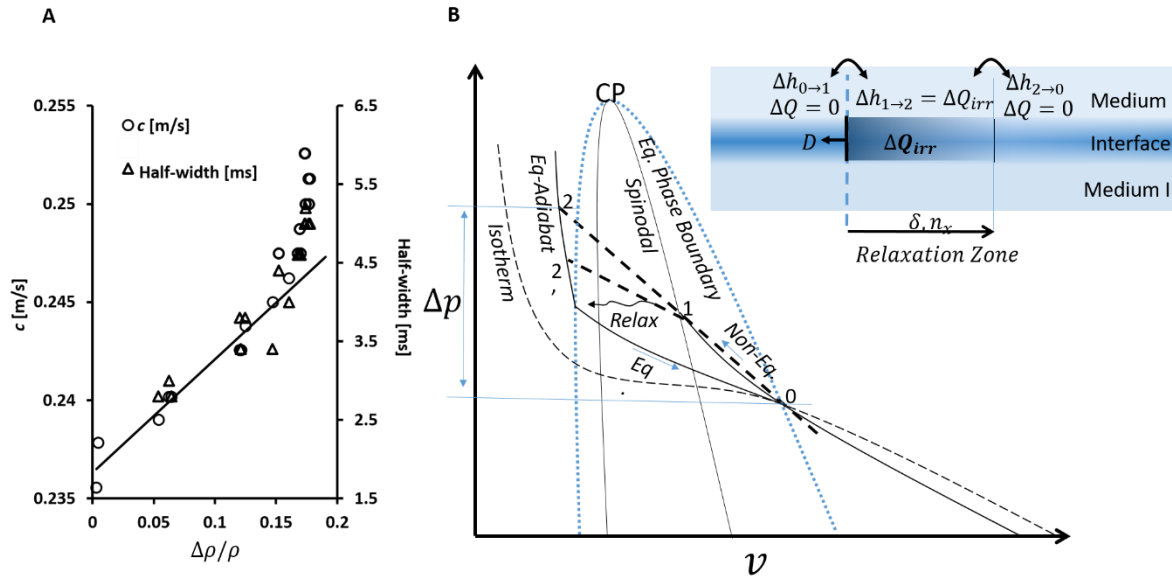 A
0.255
0.25
0.245
0.24
0.235
c [m/s]
c [m/s]
Half-width [ms]
6.5
5.5
4.5
3.5
2.5
1.5
Half-width [ms]
0
0.05
0.1
0.15
0.2
Δρ/ρ
B
CP
Eq-Adiabat
Isotherm
Spinodal
Eq. Phase Boundary
2
2,
1
Relax
Non-Eq.
Eq
0
Δp
v
Δh0→1
ΔQ = 0
Δh1→2 = ΔQirr
Δh2→0
ΔQ = 0
Medium
D
ΔQirr
Interface
Medium I
δ, nx
Relaxation Zone